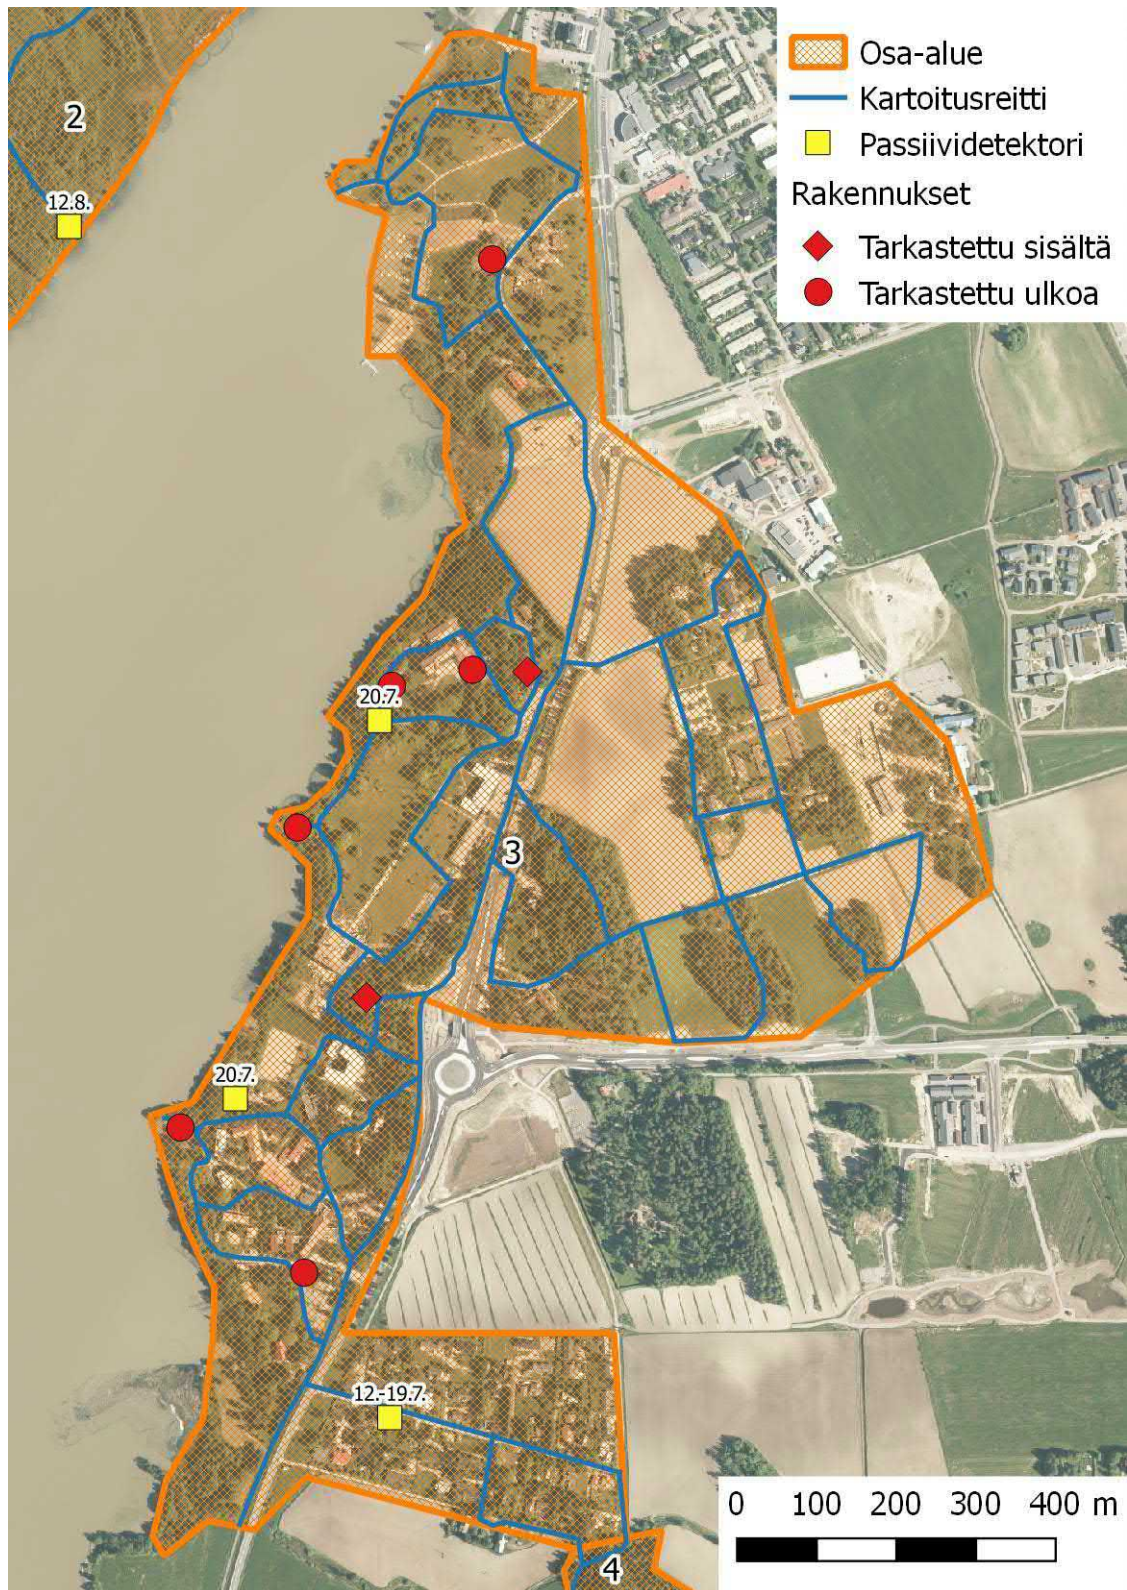 Osa-alue
Kartoitusreitti
Passiividetektori
Rakennukset
Tarkastettu sisältä
Tarkastettu ulkoa
2
12.8.
20.7.
3
20.7.
12.-19.7.
4
0 100 200 300 400 m